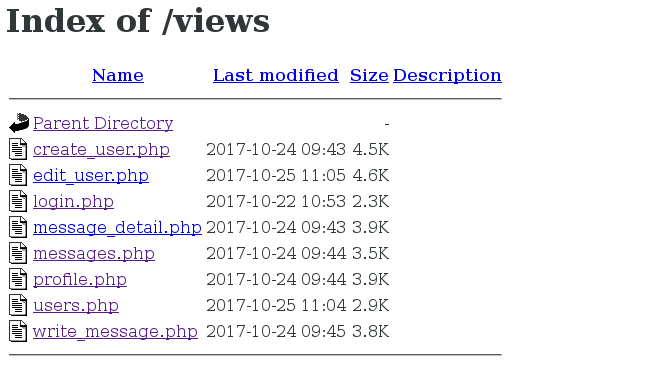 Index of /views
Name Last modified Size Description
Parent Directory -
create_user.php 2017-10-24 09:43 4.5K
edit_user.php 2017-10-25 11:05 4.6K
login.php 2017-10-22 10:53 2.3K
message_detail.php 2017-10-24 09:43 3.9K
messages.php 2017-10-24 09:44 3.5K
profile.php 2017-10-24 09:44 3.9K
users.php 2017-10-25 11:04 2.9K
write_message.php 2017-10-24 09:45 3.8K